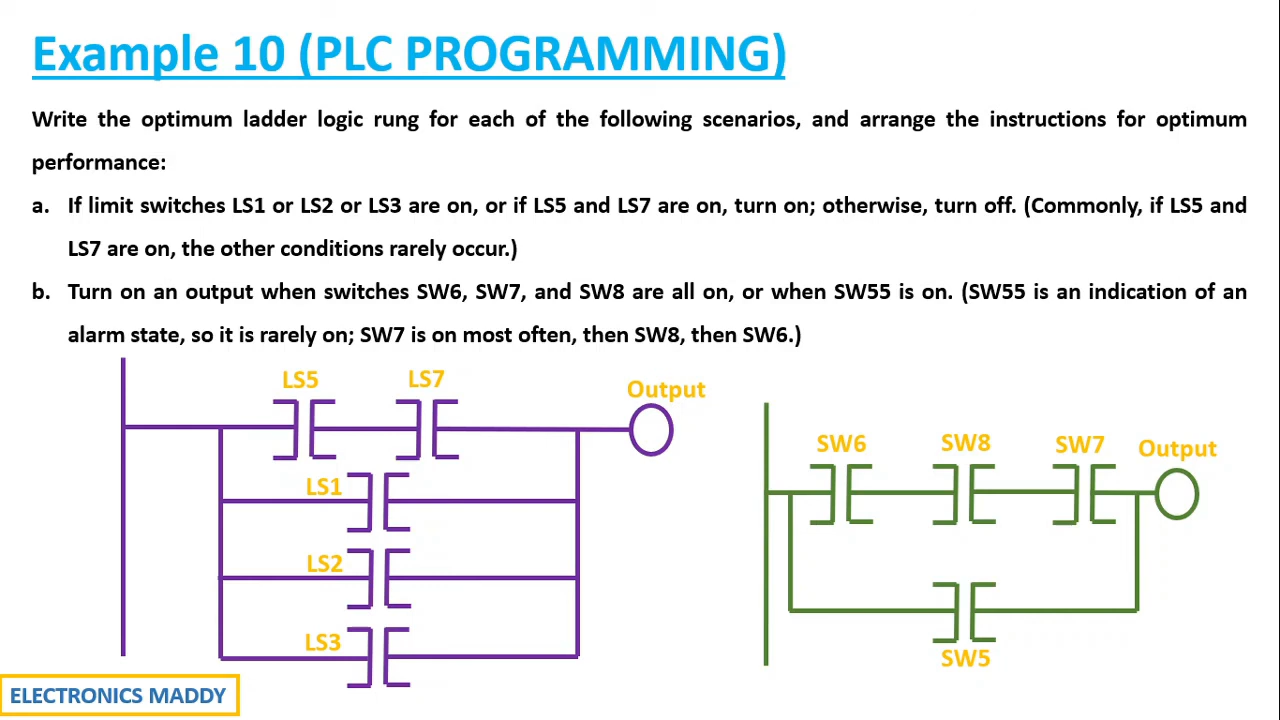 Example 10 (PLC PROGRAMMING)
Write the optimum ladder logic rung for each of the following scenarios, and arrange the instructions for optimum
performance:
a. If limit switches LS1 or LS2 or LS3 are on, or if LS5 and LS7 are on, turn on; otherwise, turn off. (Commonly, if LS5 and
LS7 are on, the other conditions rarely occur.)
b. Turn on an output when switches SW6, SW7, and SW8 are all on, or when SW55 is on. (SW55 is an indication of an
alarm state, so it is rarely on; SW7 is on most often, then SW8, then SW6.)
LS5 LS7 Output
LS1
LS2
LS3
SW6 SW8 SW7 Output
SW5
ELECTRONICS MADDY